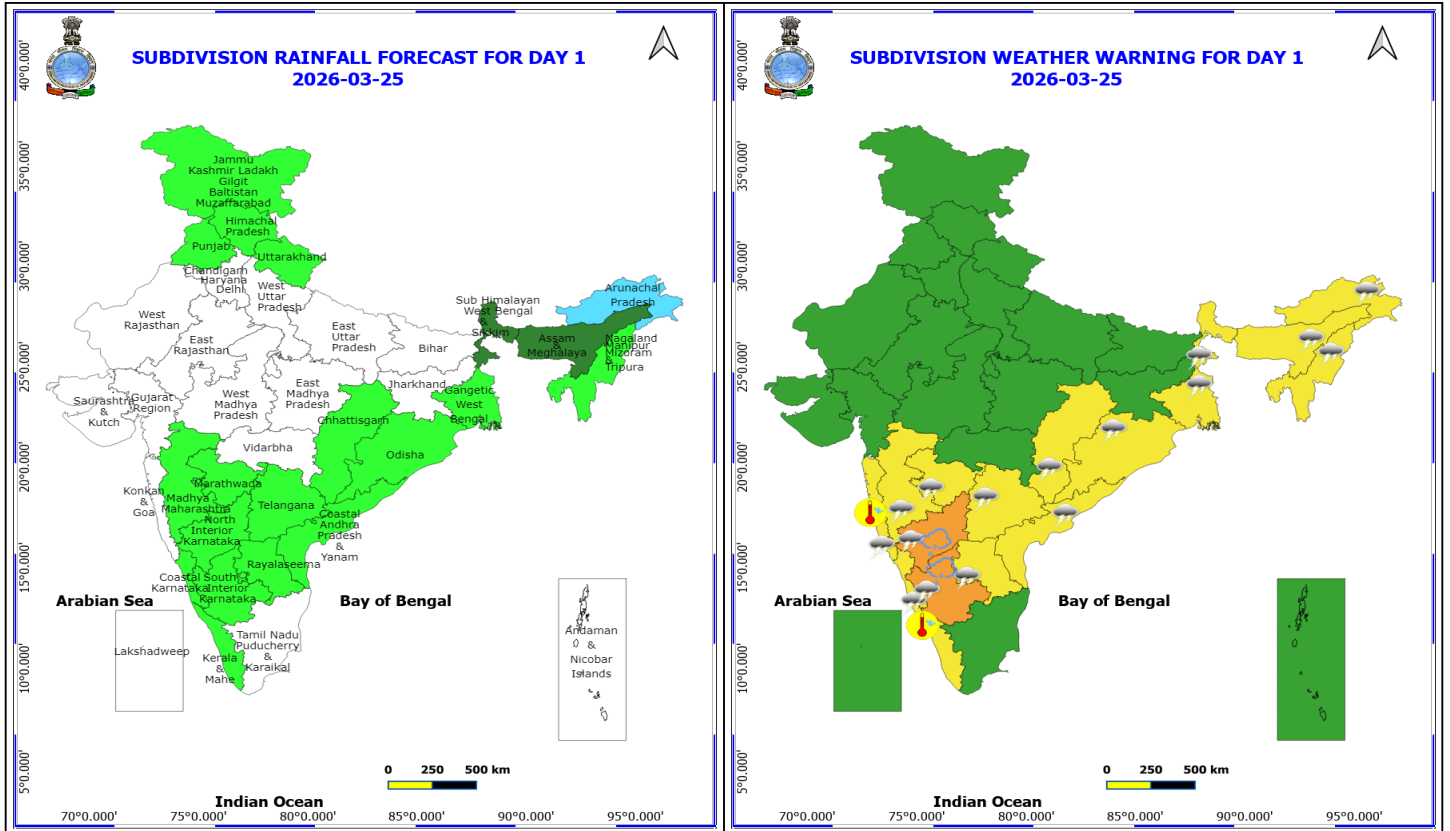 SUBDIVISION RAINFALL FORECAST FOR DAY 1
2026-03-25
40°0.000'
35°0.000'
30°0.000'
25°0.000'
20°0.000'
15°0.000'
10°0.000'
5°0.000'
Jammu
Kashmir Ladakh
Gilgit
Baltistan
Muzaffarabad
Himachal
Pradesh
Punjab
Uttarakhand
Chandigarh
Haryana
Delhi
West
Uttar
Pradesh
West
Rajasthan
East
Rajasthan
East
Uttar
Pradesh
Bihar
Sub Himalayan
West Bengal
&
Sikkim
Arunachal
Pradesh
Assam
&
Meghalaya
Nagaland
Manipur
Mizoram
&
Tripura
Saurashtra
&
Kutch
Gujarat
Region
West
Madhya
Pradesh
East
Madhya
Pradesh
Jharkhand
Gangetic
West
Bengal
Chhattisgarh
Vidarbha
Odisha
Konkan
&
Goa
Madhya
Maharashtra
Marathwada
Telangana
North
Interior
Karnataka
Coastal
Andhra
Pradesh
&
Yanam
Rayalaseema
Coastal
Karnataka
South
Interior
Karnataka
Arabian Sea
Bay of Bengal
Lakshadweep
Kerala
&
Mahe
Tamil Nadu
Puducherry
&
Karaikal
Andaman
&
Nicobar
Islands
0 250 500 km
Indian Ocean
70°0.000' 75°0.000' 80°0.000' 85°0.000' 90°0.000' 95°0.000'
SUBDIVISION WEATHER WARNING FOR DAY 1
2026-03-25
40°0.000'
35°0.000'
30°0.000'
25°0.000'
20°0.000'
15°0.000'
10°0.000'
5°0.000'
Arabian Sea
Bay of Bengal
0 250 500 km
Indian Ocean
70°0.000' 75°0.000' 80°0.000' 85°0.000' 90°0.000' 95°0.000'